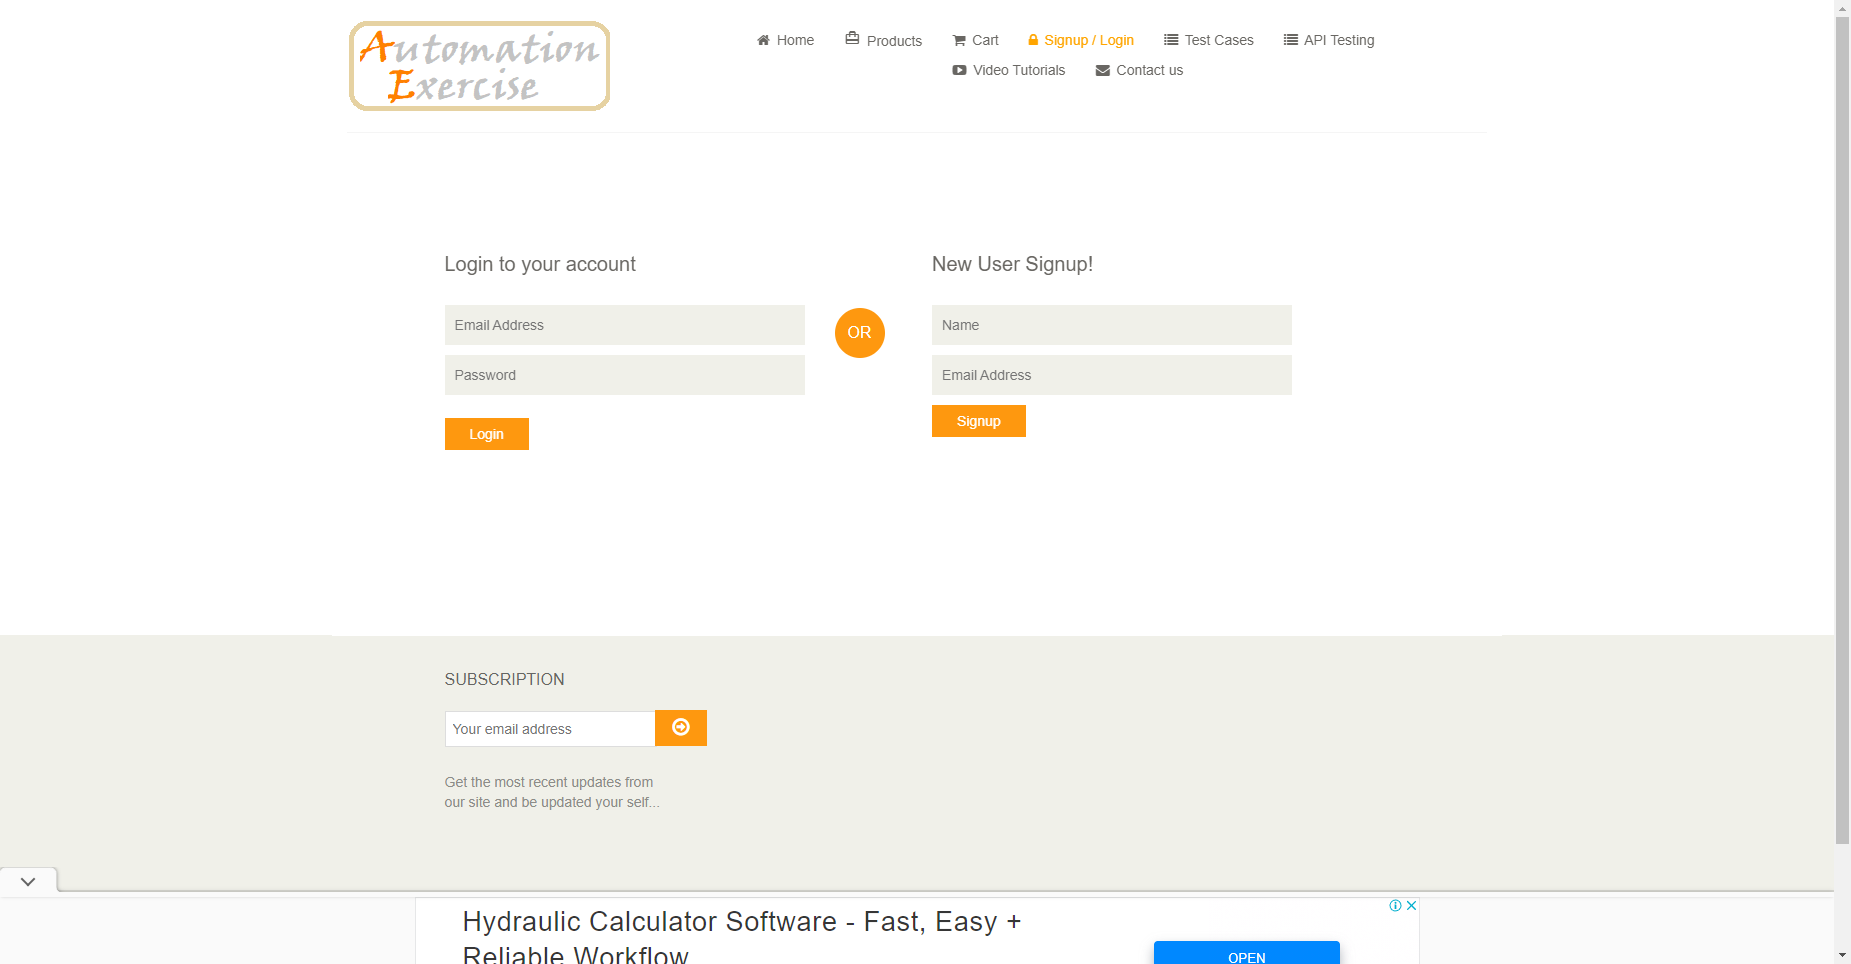 Automation
Exercise
Home Products Cart Signup / Login Test Cases API Testing
Video Tutorials Contact us
Login to your account
Email Address
Password
Login
OR
New User Signup!
Name
Email Address
Signup
SUBSCRIPTION
Your email address
Get the most recent updates from
our site and be updated your self...
Hydraulic Calculator Software - Fast, Easy +
Reliable Workflow
OPEN